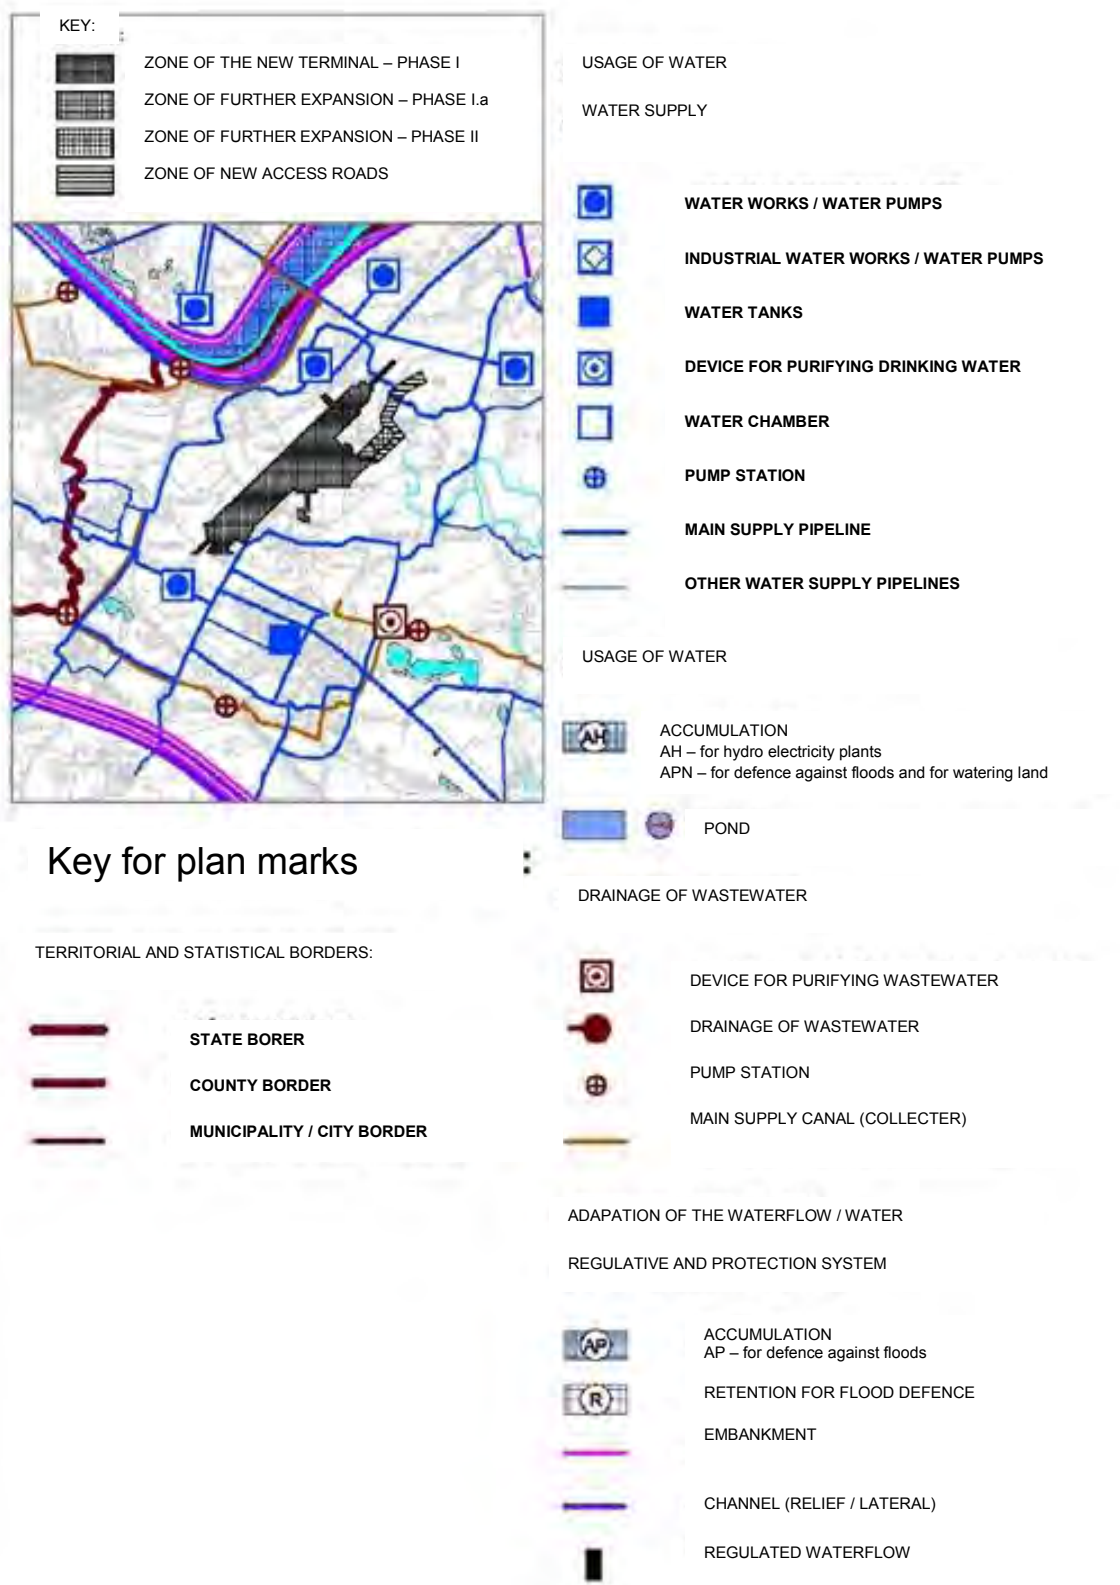 KEY:
:
ZONE OF THE NEW TERMINAL – PHASE I
ZONE OF FURTHER EXPANSION – PHASE I.a
ZONE OF FURTHER EXPANSION – PHASE II
ZONE OF NEW ACCESS ROADS
Key for plan marks :
TERRITORIAL AND STATISTICAL BORDERS:
STATE BORER
COUNTY BORDER
MUNICIPALITY / CITY BORDER
USAGE OF WATER
WATER SUPPLY
WATER WORKS / WATER PUMPS
INDUSTRIAL WATER WORKS / WATER PUMPS
WATER TANKS
DEVICE FOR PURIFYING DRINKING WATER
WATER CHAMBER
PUMP STATION
MAIN SUPPLY PIPELINE
OTHER WATER SUPPLY PIPELINES
USAGE OF WATER
AH
ACCUMULATION
AH – for hydro electricity plants
APN – for defence against floods and for watering land
POND
DRAINAGE OF WASTEWATER
DEVICE FOR PURIFYING WASTEWATER
DRAINAGE OF WASTEWATER
PUMP STATION
MAIN SUPPLY CANAL (COLLECTER)
ADAPATION OF THE WATERFLOW / WATER
REGULATIVE AND PROTECTION SYSTEM
AP
ACCUMULATION
AP – for defence against floods
R
RETENTION FOR FLOOD DEFENCE
EMBANKMENT
CHANNEL (RELIEF / LATERAL)
REGULATED WATERFLOW